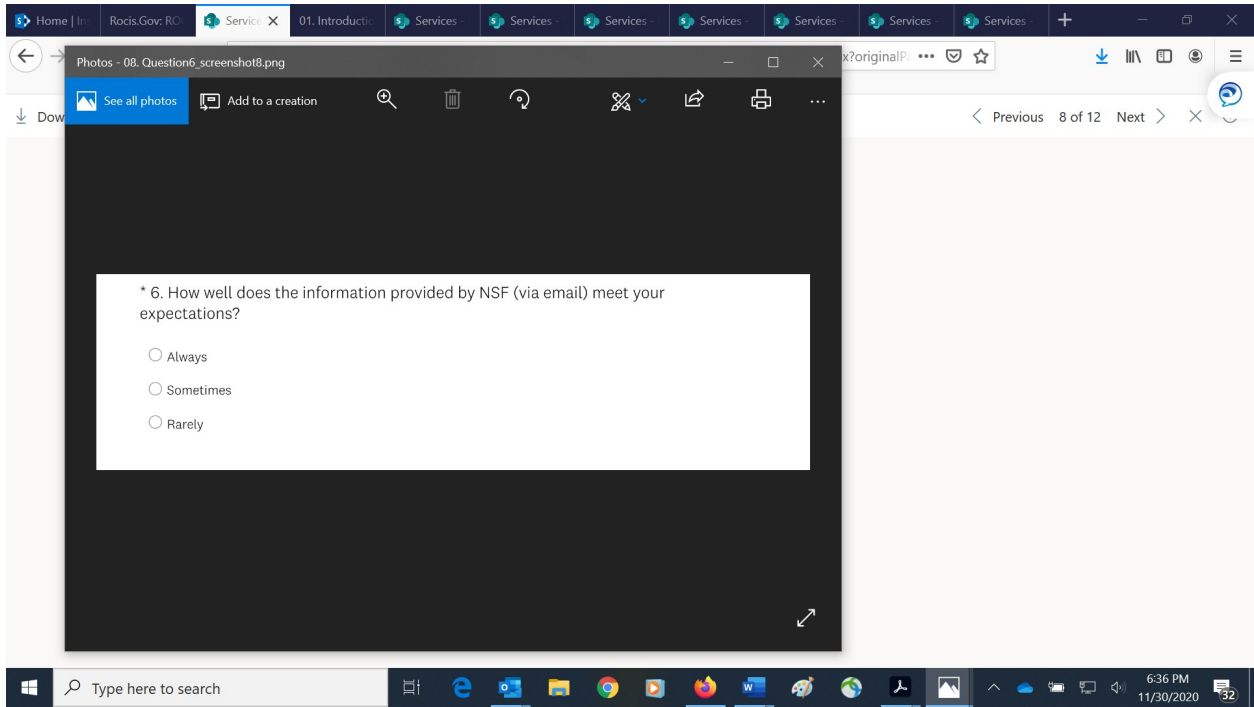 Home | In
Rocis.Gov: RO
Service
01. Introductio
Services -
Services -
Services -
Services -
Services -
Services -
Services -
Photos - 08. Question6_screenshot8.png
x?originalP
See all photos
Add to a creation
Dow
Previous 8 of 12 Next
* 6. How well does the information provided by NSF (via email) meet your
expectations?
Always
Sometimes
Rarely
Type here to search
6:36 PM
11/30/2020
32